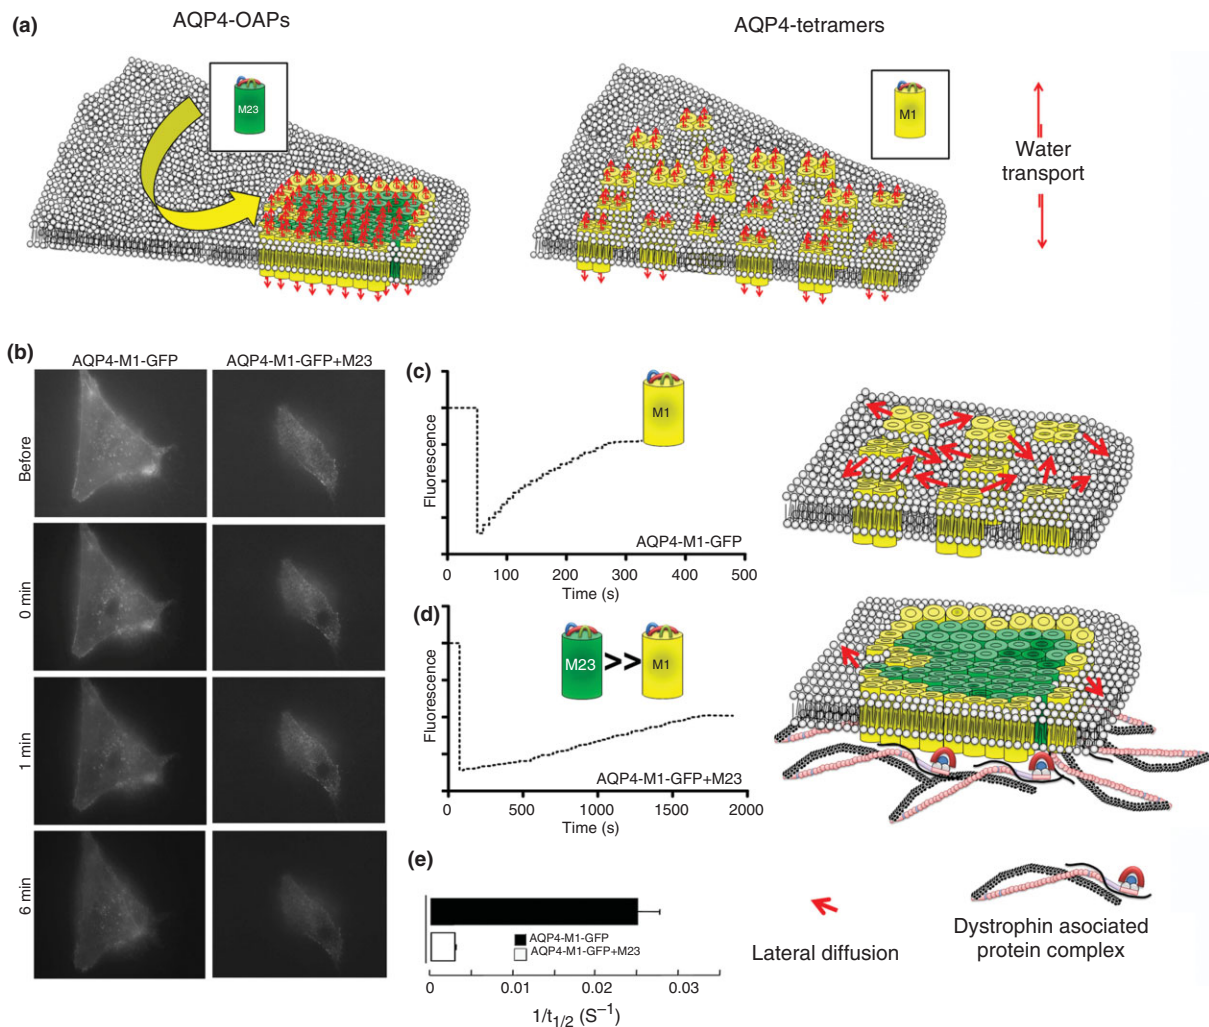 (a)
AQP4-OAPs
AQP4-tetramers
M23
M1
Water
transport
(b)
AQP4-M1-GFP
AQP4-M1-GFP+M23
Before
0 min
1 min
6 min
(c)
Fluorescence
M1
AQP4-M1-GFP
0 100 200 300 400 500
Time (s)
(d)
Fluorescence
M23 >> M1
AQP4-M1-GFP+M23
0 500 1000 1500 2000
Time (s)
(e)
AQP4-M1-GFP
AQP4-M1-GFP+M23
0 0.01 0.02 0.03
1/t1/2 (S–1)
Lateral diffusion
Dystrophin asociated
protein complex